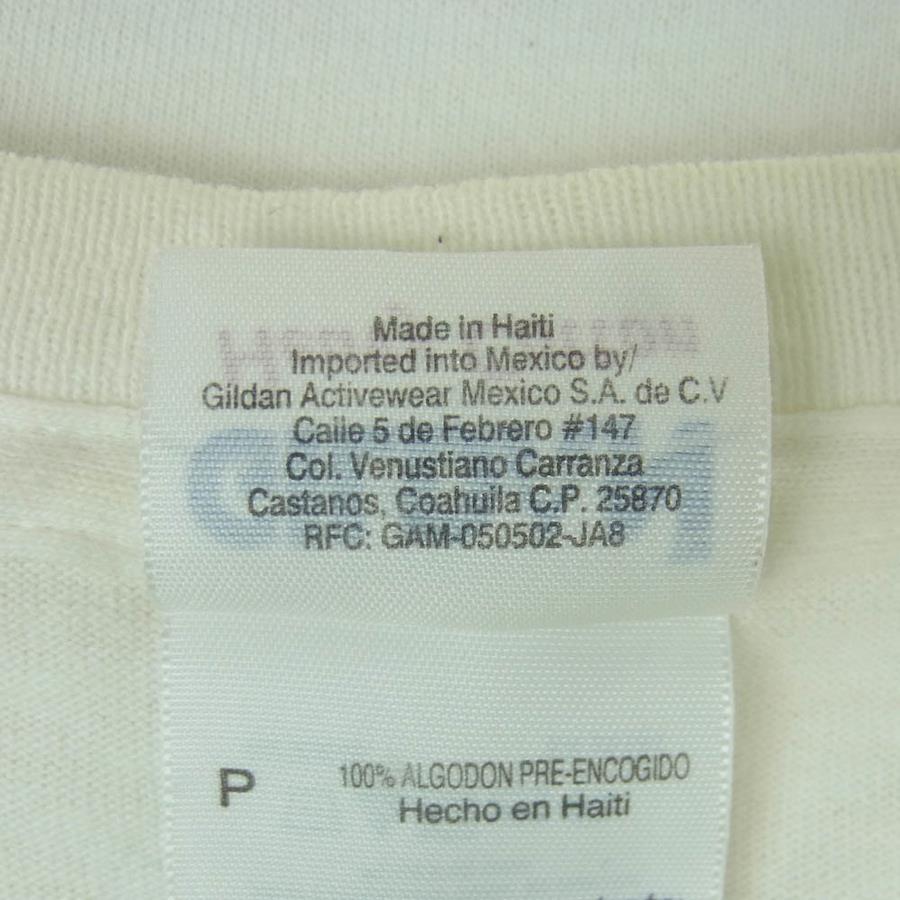 Made in Haiti
Imported into Mexico by/
Gildan Activewear Mexico S.A. de C.V
Calle 5 de Febrero #147
Col. Venustiano Carranza
Castanos, Coahuila C.P. 25870
RFC: GAM-050502-JA8
P
100% ALGODON PRE-ENCOGIDO
Hecho en Haiti